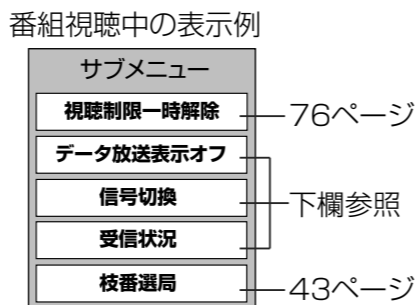 番組視聴中の表示例
サブメニュー
視聴制限一時解除
76ページ
データ放送表示オフ
信号切換
下欄参照
受信状況
枝番選局
43ページ